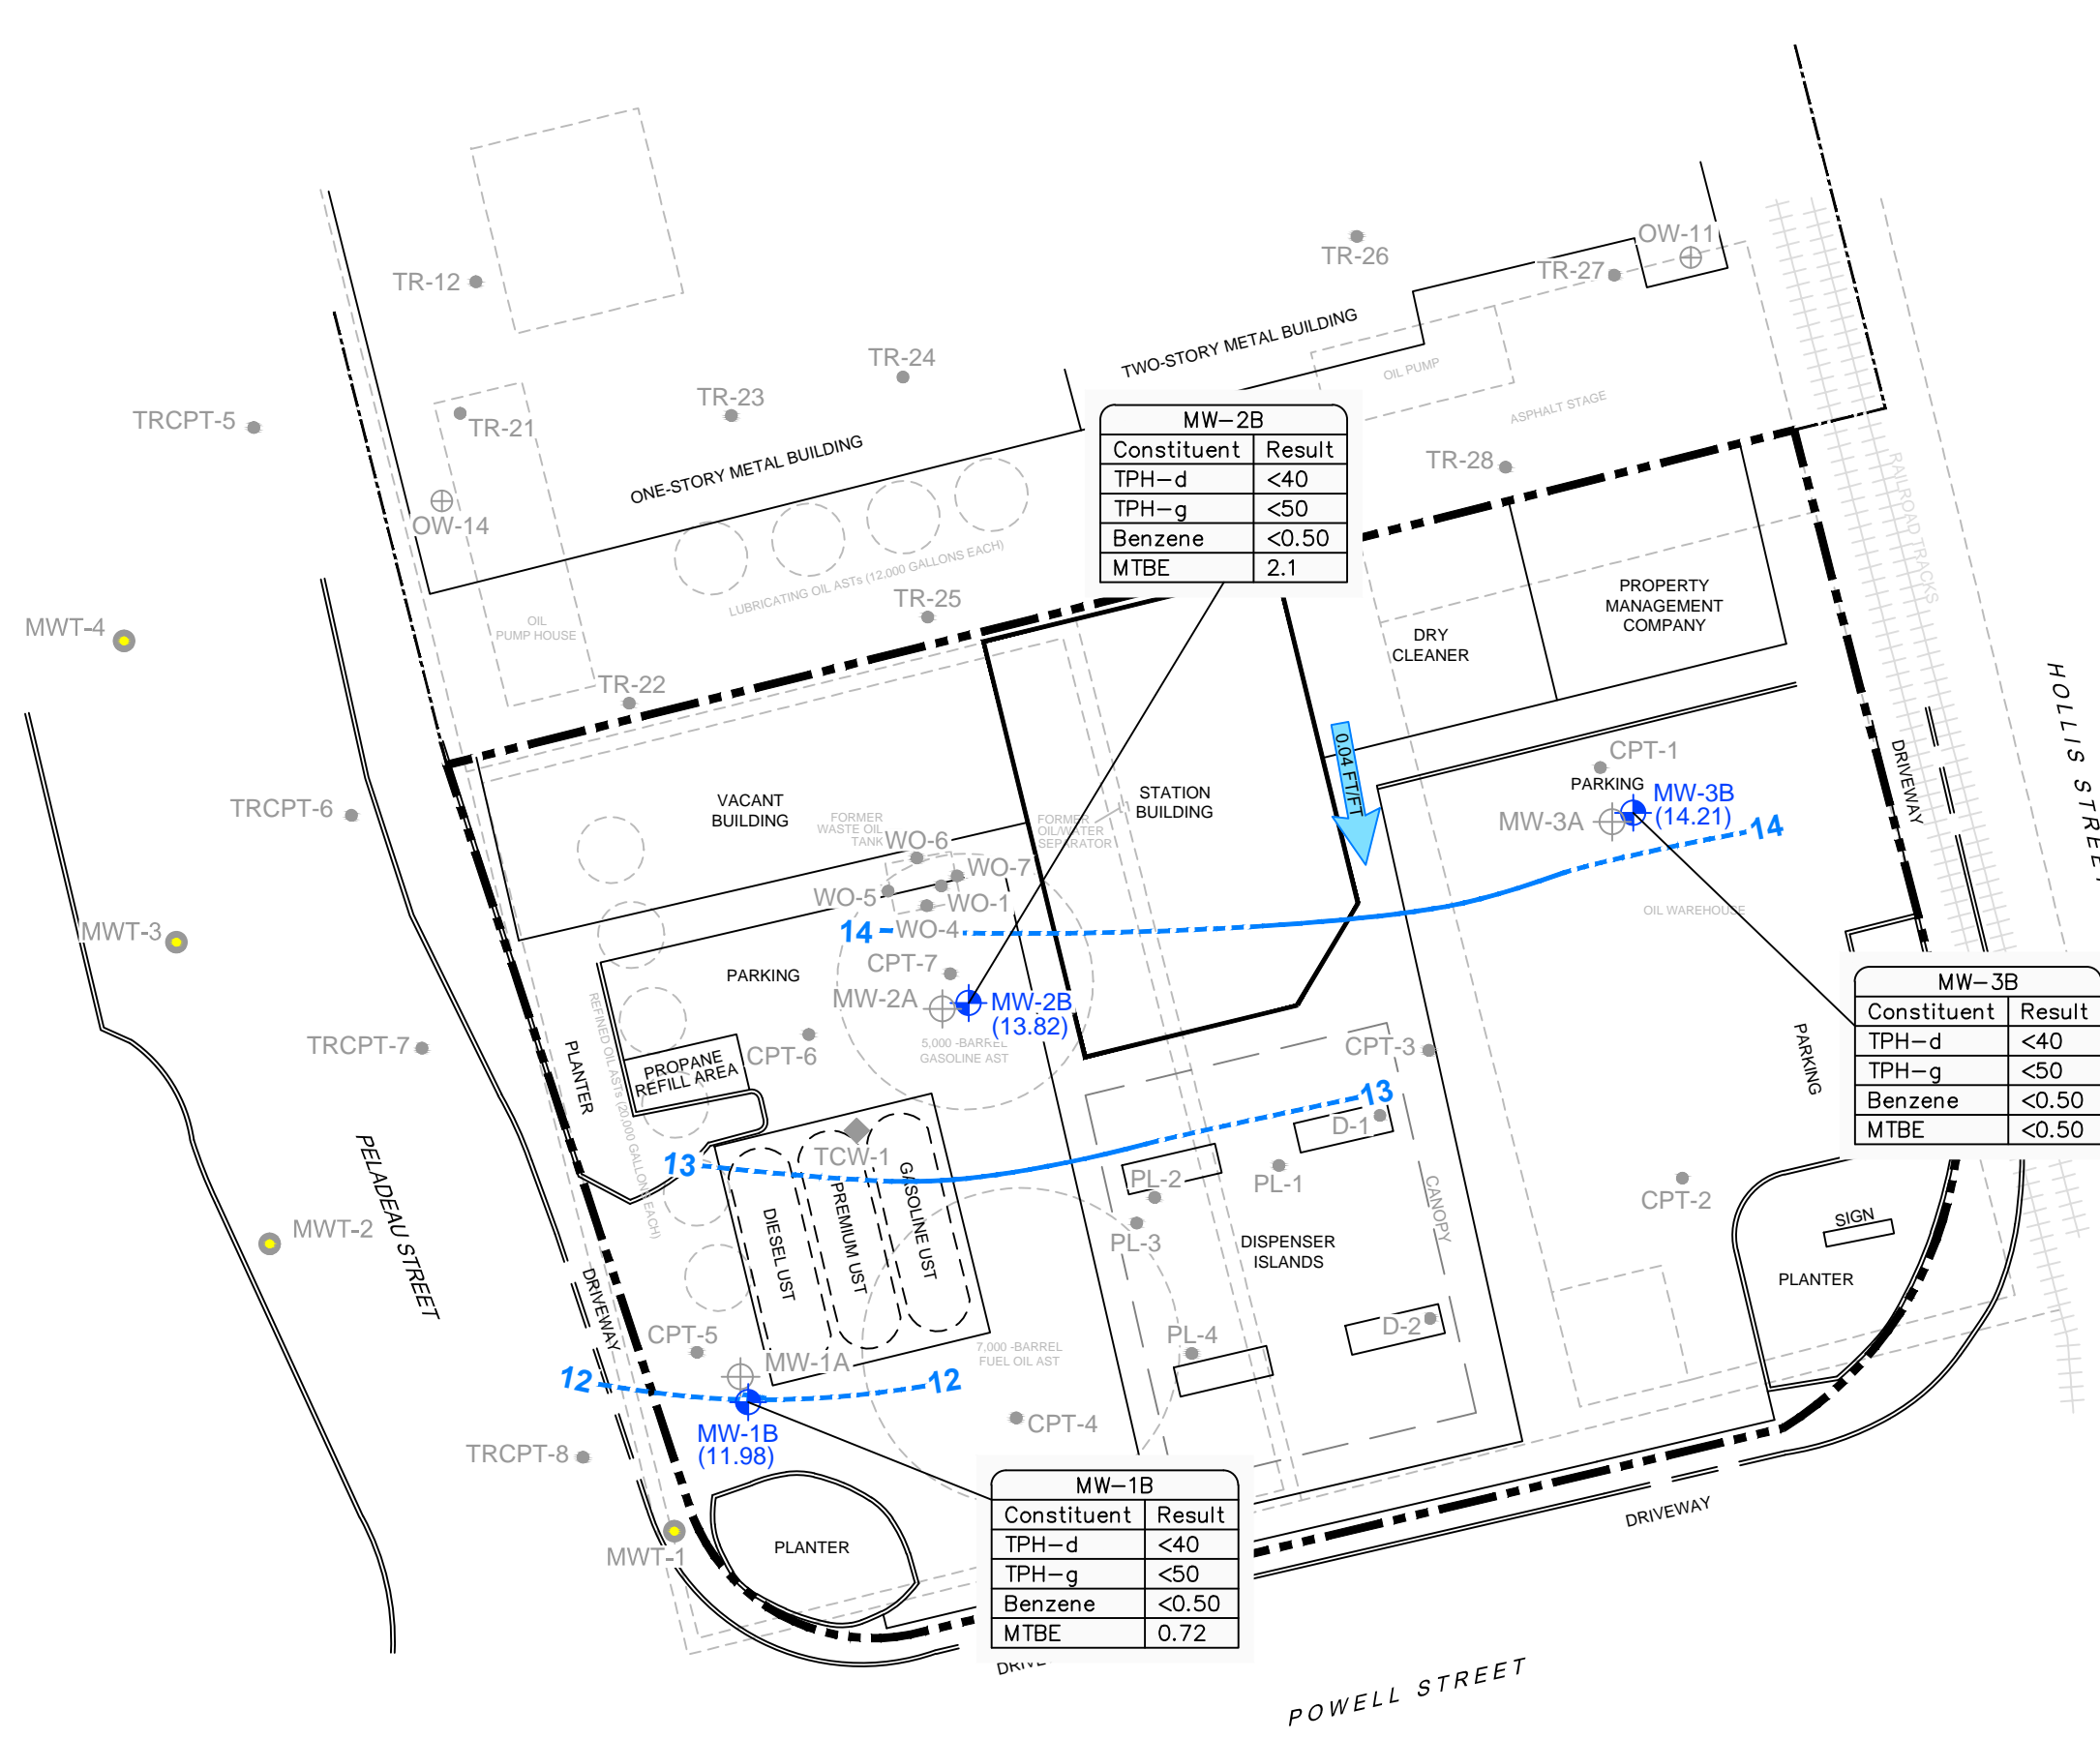 OW-11
TR-26
TR-27
TR-12
TWO-STORY METAL BUILDING
TR-24
OIL PUMP
TR-23
ASPHALT STAGE
TRCPT-5
TR-21
ONE-STORY METAL BUILDING
MW-2B
Constituent Result
TPH-d <40
TPH-g <50
Benzene <0.50
MTBE 2.1
TR-28
RAILROAD TRACKS
OW-14
LUBRICATING OIL ASTs (12,000 GALLONS EACH)
TR-25
OIL
PUMP HOUSE
MWT-4
PROPERTY
MANAGEMENT
COMPANY
DRY
CLEANER
HOLLIS STREET
TR-22
0.04 FT/FT
CPT-1
PARKING
DRIVEWAY
MW-3B
(14.21)
MW-3A
14
VACANT
BUILDING
STATION
BUILDING
TRCPT-6
FORMER
WASTE OIL
TANK
FORMER
OIL/WATER
SEPARATOR
WO-6
WO-7
WO-5
WO-1
14
WO-4
OIL WAREHOUSE
MWT-3
PARKING
CPT-7
MW-2A
MW-2B
(13.82)
5,000 -BARREL
GASOLINE AST
MW-3B
Constituent Result
TPH-d <40
TPH-g <50
Benzene <0.50
MTBE <0.50
PARKING
TRCPT-7
CPT-6
CPT-3
PLANTER
PROPANE
REFILL AREA
REFINED OIL ASTs (20,000 GALLONS EACH)
13
D-1
TCW-1
13
PL-2
PL-1
CPT-2
CANOPY
PELADEAU STREET
MWT-2
DIESEL UST
PREMIUM UST
GASOLINE UST
PL-3
DISPENSER
ISLANDS
SIGN
PLANTER
DRIVEWAY
CPT-5
PL-4
D-2
7,000 -BARREL
FUEL OIL AST
MW-1A
12
12
CPT-4
MW-1B
(11.98)
TRCPT-8
MW-1B
Constituent Result
TPH-d <40
TPH-g <50
Benzene <0.50
MTBE 0.72
DRIVEWAY
MWT-1
PLANTER
POWELL STREET